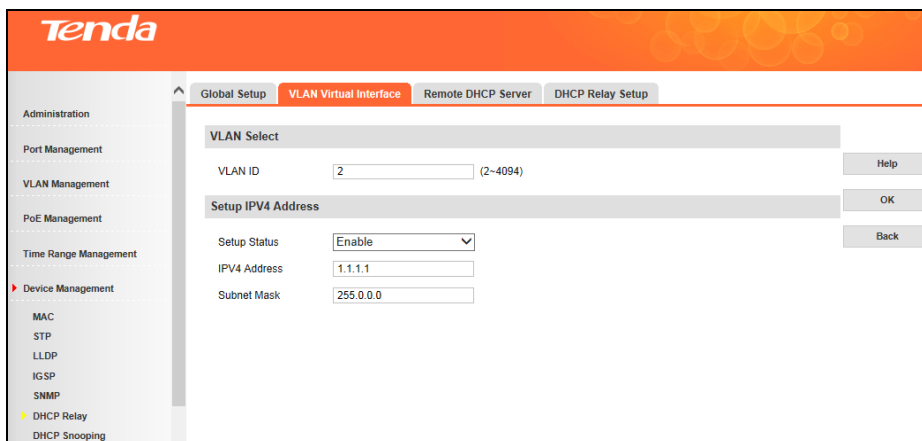 Tenda
Global Setup
VLAN Virtual Interface
Remote DHCP Server
DHCP Relay Setup
Administration
Port Management
VLAN Management
PoE Management
Time Range Management
Device Management
MAC
STP
LLDP
IGSP
SNMP
DHCP Relay
DHCP Snooping
VLAN Select
VLAN ID 2 (2~4094)
Setup IPV4 Address
Setup Status Enable
IPV4 Address 1.1.1.1
Subnet Mask 255.0.0.0
Help
OK
Back